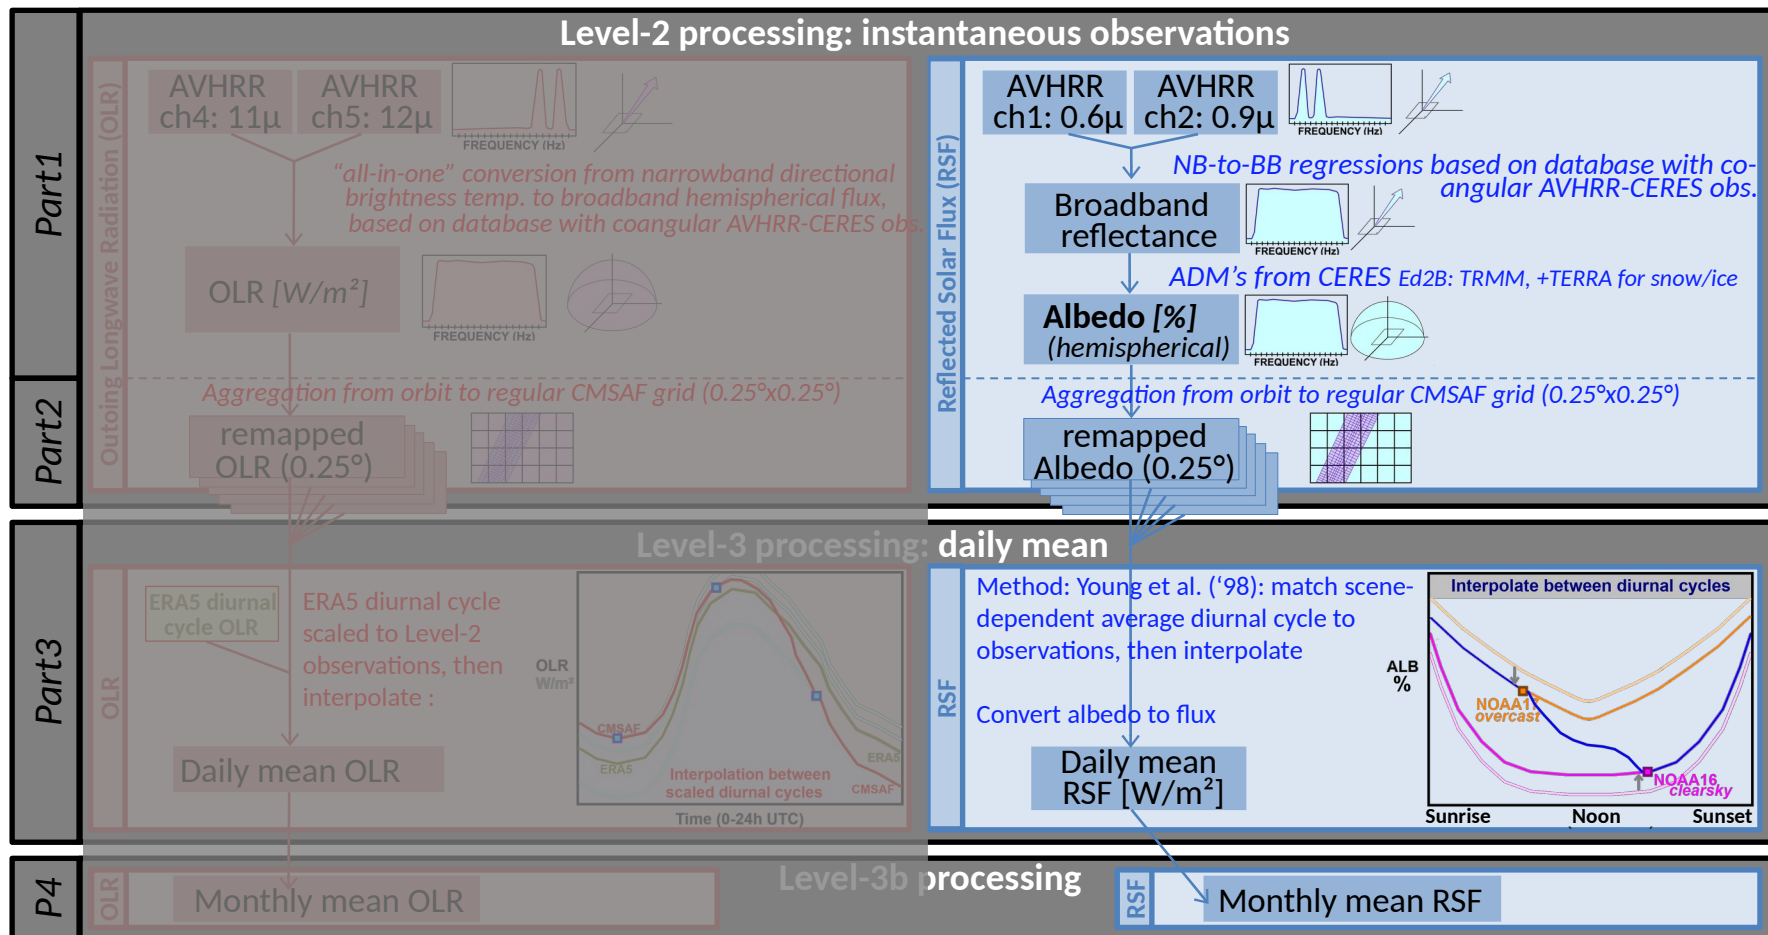 Level-2 processing: instantaneous observations
Part1
Outoing Longwave Radiation (OLR)
AVHRR
ch4: 11µ
AVHRR
ch5: 12µ
FREQUENCY (Hz)
"all-in-one" conversion from narrowband directional
brightness temp. to broadband hemispherical flux,
based on database with coangular AVHRR-CERES obs.
OLR [W/m²]
FREQUENCY (Hz)
Reflected Solar Flux (RSF)
AVHRR
ch1: 0.6µ
AVHRR
ch2: 0.9µ
FREQUENCY (Hz)
NB-to-BB regressions based on database with co-
angular AVHRR-CERES obs.
Broadband
reflectance
FREQUENCY (Hz)
ADM's from CERES Ed2B: TRMM, +TERRA for snow/ice
Albedo [%]
(hemispherical)
FREQUENCY (Hz)
Part2
Aggregation from orbit to regular CMSAF grid (0.25°x0.25°)
remapped
OLR (0.25°)
Aggregation from orbit to regular CMSAF grid (0.25°x0.25°)
remapped
Albedo (0.25°)
Level-3 processing: daily mean
Part3
OLR
ERA5 diurnal
cycle OLR
ERA5 diurnal cycle
scaled to Level-2
observations, then
interpolate :
OLR
W/m²
CMSAF
ERA5
ERA5
CMSAF
Interpolation between
scaled diurnal cycles
Time (0-24h UTC)
Daily mean OLR
RSF
Method: Young et al. ('98): match scene-
dependent average diurnal cycle to
observations, then interpolate
Convert albedo to flux
Daily mean
RSF [W/m²]
Interpolate between diurnal cycles
ALB
%
NOAA17
overcast
NOAA16
clearsky
Sunrise
Noon
Sunset
Level-3b processing
P4
OLR
Monthly mean OLR
RSF
Monthly mean RSF